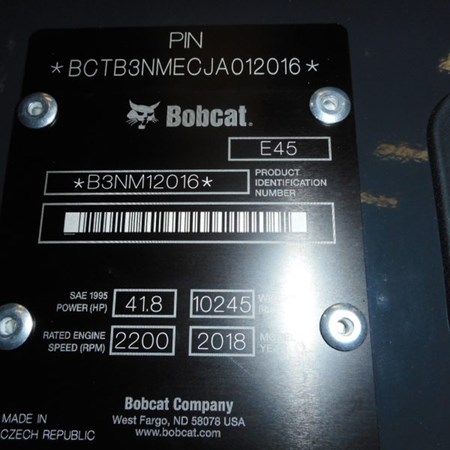 PIN
*BCTB3NMECJA012016*
Bobcat.
E45
*B3NM12016*
PRODUCT
IDENTIFICATION
NUMBER
SAE 1995
POWER (HP)
41.8
10245
RATED ENGINE
SPEED (RPM)
2200
2018
Bobcat Company
West Fargo, ND 58078 USA
www.bobcat.com
MADE IN
CZECH REPUBLIC